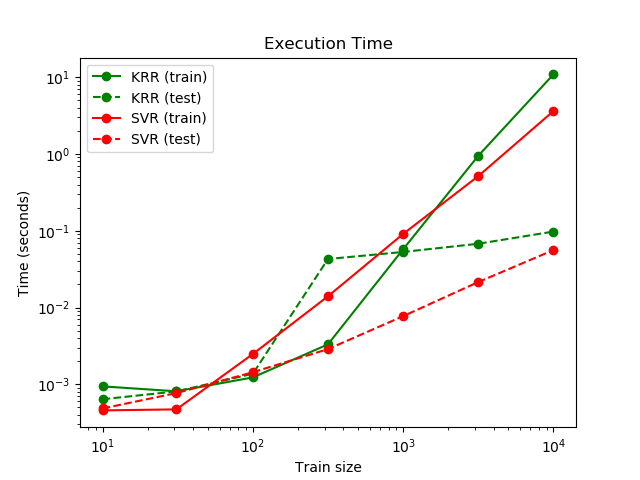 Execution Time
KRR (train)
KRR (test)
SVR (train)
SVR (test)
Time (seconds)
10¹
10⁰
10⁻¹
10⁻²
10⁻³
10¹
10²
10³
10⁴
Train size